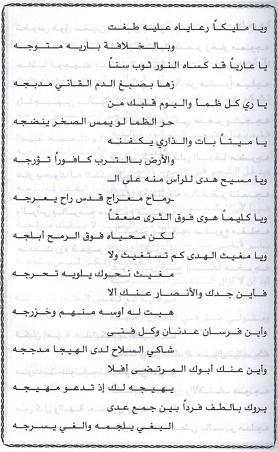 ويا مليكاً رعاياه عليه طغت
وبالخلافة باريه متوجه
يا عارياً قد كساه النور ثوب سناً
زها بصبغ الدم القاني مدبجه
يا ري كل ظمأ واليوم قلبك من
حر الظما لو يمس الصخر ينضجه
ويا ميتاً بات والذاري يكفنه
والأرض بالترب كافوراً تؤرجه
ويا مسيح هدى للرأس منه على الـ
رماح معراج قدس راح يعرجه
ويا كليماً هوى فوق الثرى صعقاً
لكن محياه فوق الرمح أبلجه
ويا مغيث الهدى كم تستغيث ولا
مغيث نحوك يلويه تحرجه
فأين جدك والأنصار عنك ألا
هبت له أوسه منهم وخزرجه
وأين فرسان عدنان وكل فتى
شاكي السلاح لدى الهيجا مدججه
وأين عنك أبوك المرتضى أفلا
يهيجه لك إذ تدعو مهيجه
يروك بالطف فرداً بين جمع عدى
البغي يلجمه والغي يسرجه